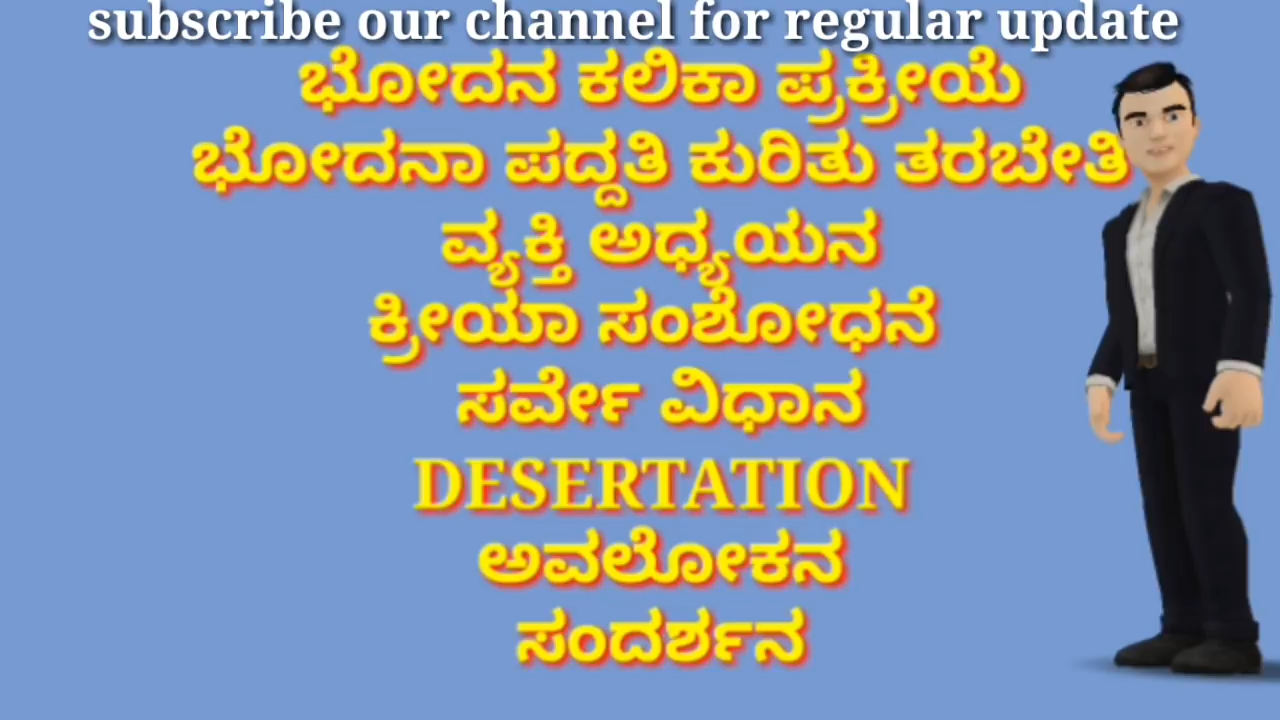 subscribe our channel for regular update
ಭೋದನ ಕಲಿಕಾ ಪ್ರಕ್ರೀಯೆ
ಭೋದನಾ ಪದ್ದತಿ ಕುರಿತು ತರಬೇತಿ
ವ್ಯಕ್ತಿ ಅಧ್ಯಯನ
ಕ್ರೀಯಾ ಸಂಶೋಧನೆ
ಸರ್ವೇ ವಿಧಾನ
DESERTATION
ಅವಲೋಕನ
ಸಂದರ್ಶನ